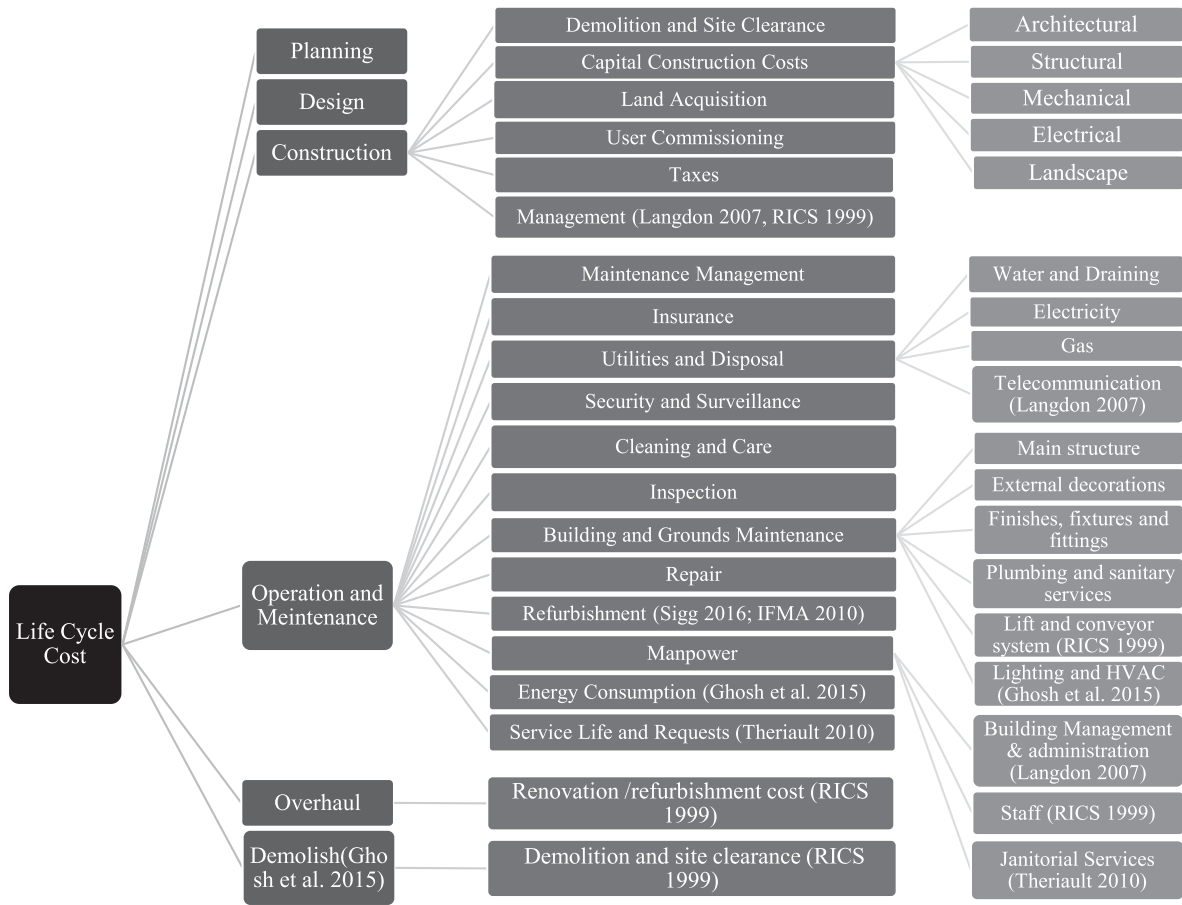 Life Cycle
Cost
Planning
Design
Construction
Operation and
Meintenance
Overhaul
Demolish(Gho
sh et al. 2015)
Demolition and Site Clearance
Capital Construction Costs
Land Acquisition
User Commissioning
Taxes
Management (Langdon 2007, RICS 1999)
Maintenance Management
Insurance
Utilities and Disposal
Security and Surveillance
Cleaning and Care
Inspection
Building and Grounds Maintenance
Repair
Refurbishment (Sigg 2016; IFMA 2010)
Manpower
Energy Consumption (Ghosh et al. 2015)
Service Life and Requests (Theriault 2010)
Renovation /refurbishment cost (RICS
1999)
Demolition and site clearance (RICS
1999)
Architectural
Structural
Mechanical
Electrical
Landscape
Water and Draining
Electricity
Gas
Telecommunication
(Langdon 2007)
Main structure
External decorations
Finishes, fixtures and
fittings
Plumbing and sanitary
services
Lift and conveyor
system (RICS 1999)
Lighting and HVAC
(Ghosh et al. 2015)
Building Management
& administration
(Langdon 2007)
Staff (RICS 1999)
Janitorial Services
(Theriault 2010)